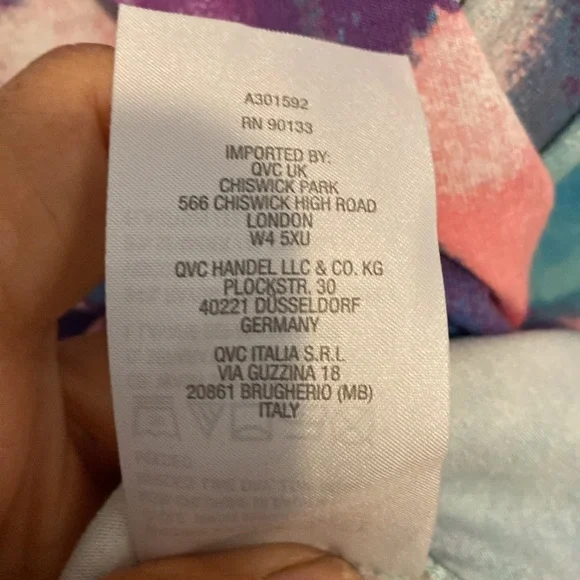 A301592
RN 90133
IMPORTED BY:
QVC UK
CHISWICK PARK
566 CHISWICK HIGH ROAD
LONDON
W4 5XU
QVC HANDEL LLC & CO. KG
PLOCKSTR. 30
40221 DÜSSELDORF
GERMANY
QVC ITALIA S.R.L
VIA GUZZINA 18
20861 BRUGHERIO (MB)
ITALY